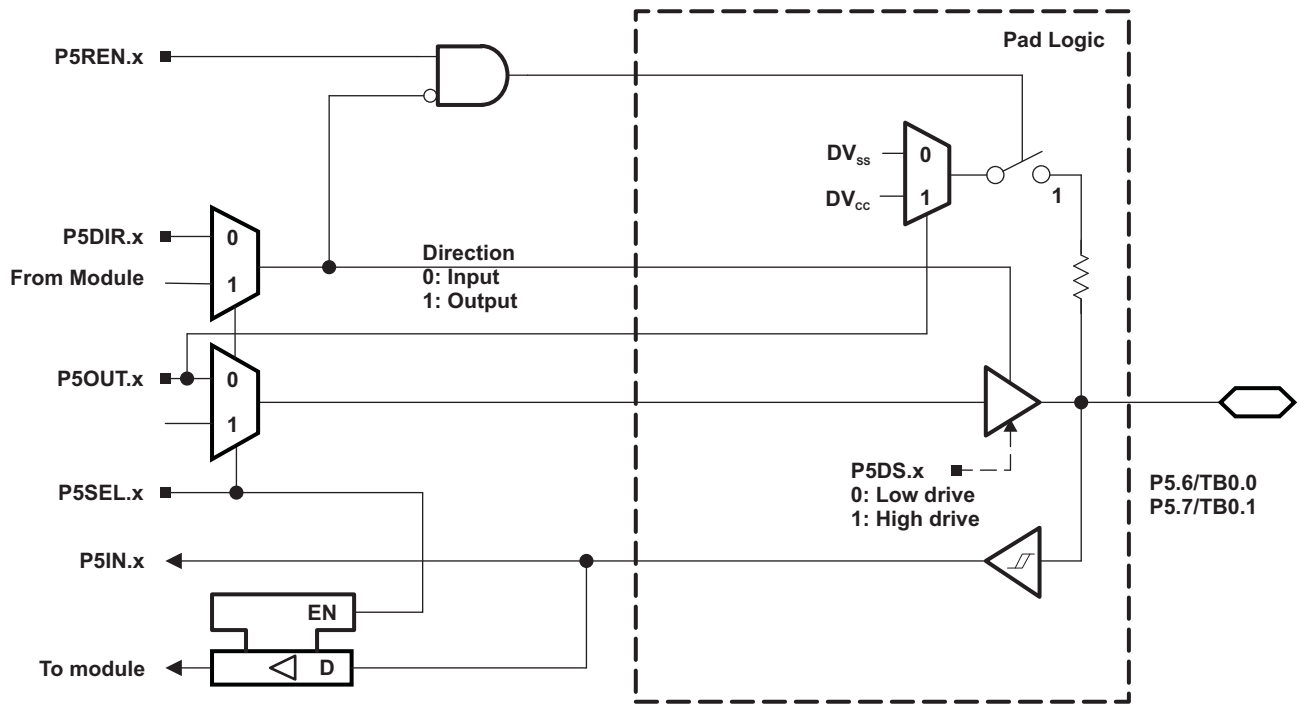 Pad Logic
P5REN.x
DVss
0
DVcc
1
1
P5DIR.x
0
From Module
1
Direction
0: Input
1: Output
P5OUT.x
0
1
P5DS.x
0: Low drive
1: High drive
P5SEL.x
P5.6/TB0.0
P5.7/TB0.1
P5IN.x
EN
To module
D